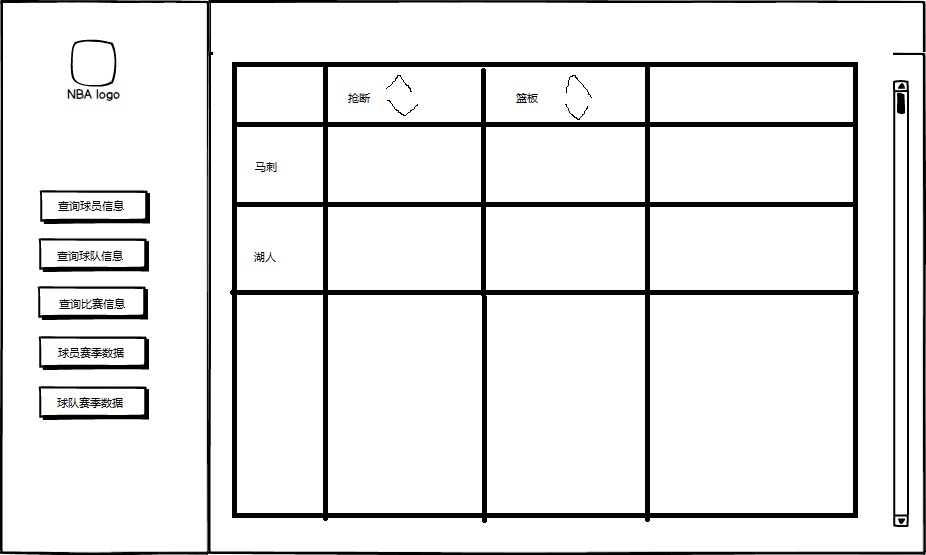 NBA logo
查询球员信息
查询球队信息
查询比赛信息
球员赛季数据
球队赛季数据
抢断
篮板
马刺
湖人